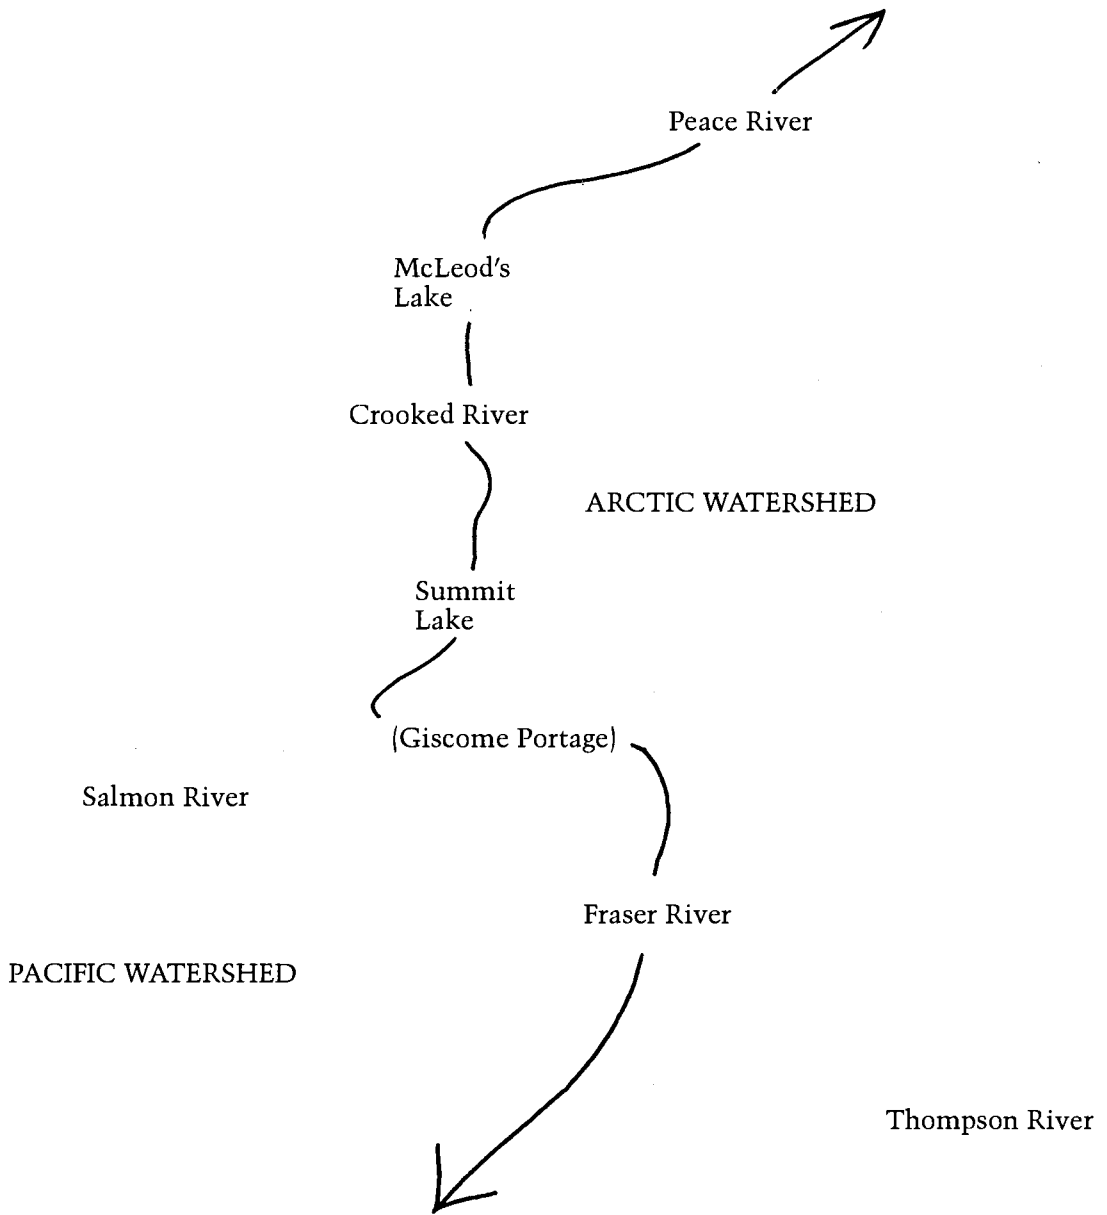 Peace River
McLeod's
Lake
Crooked River
ARCTIC WATERSHED
Summit
Lake
(Giscome Portage)
Salmon River
Fraser River
PACIFIC WATERSHED
Thompson River